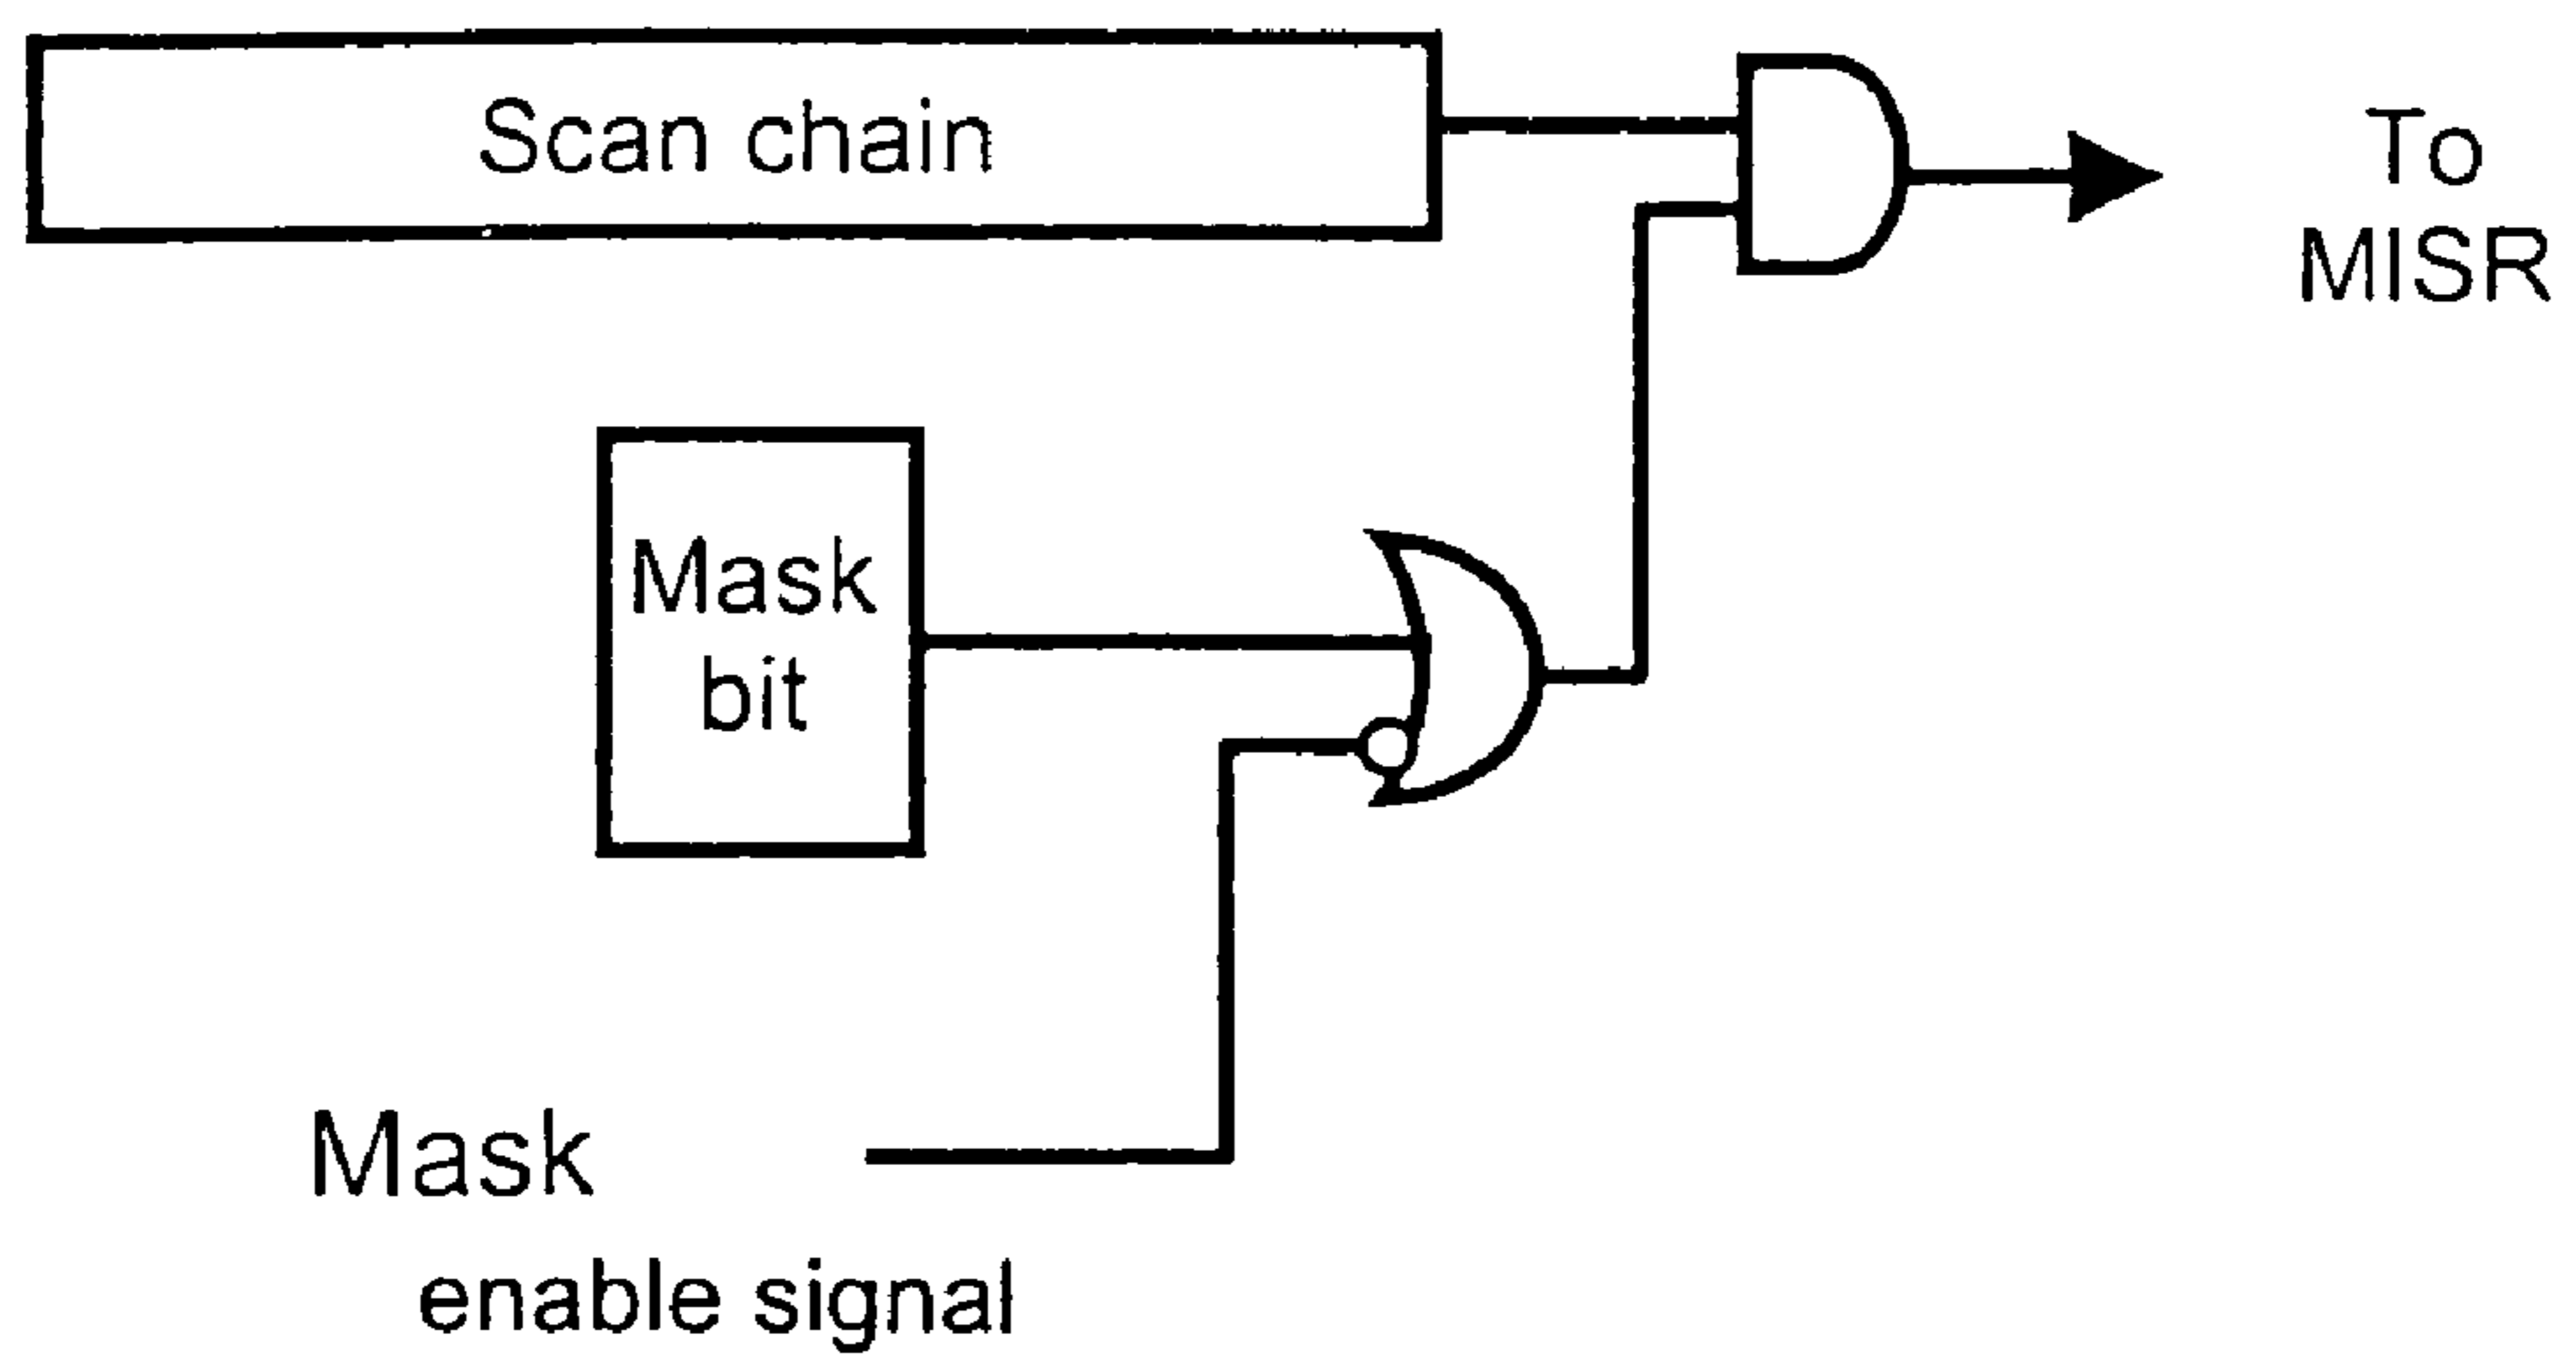 Scan chain
To
MISR
Mask
bit
Mask
enable signal